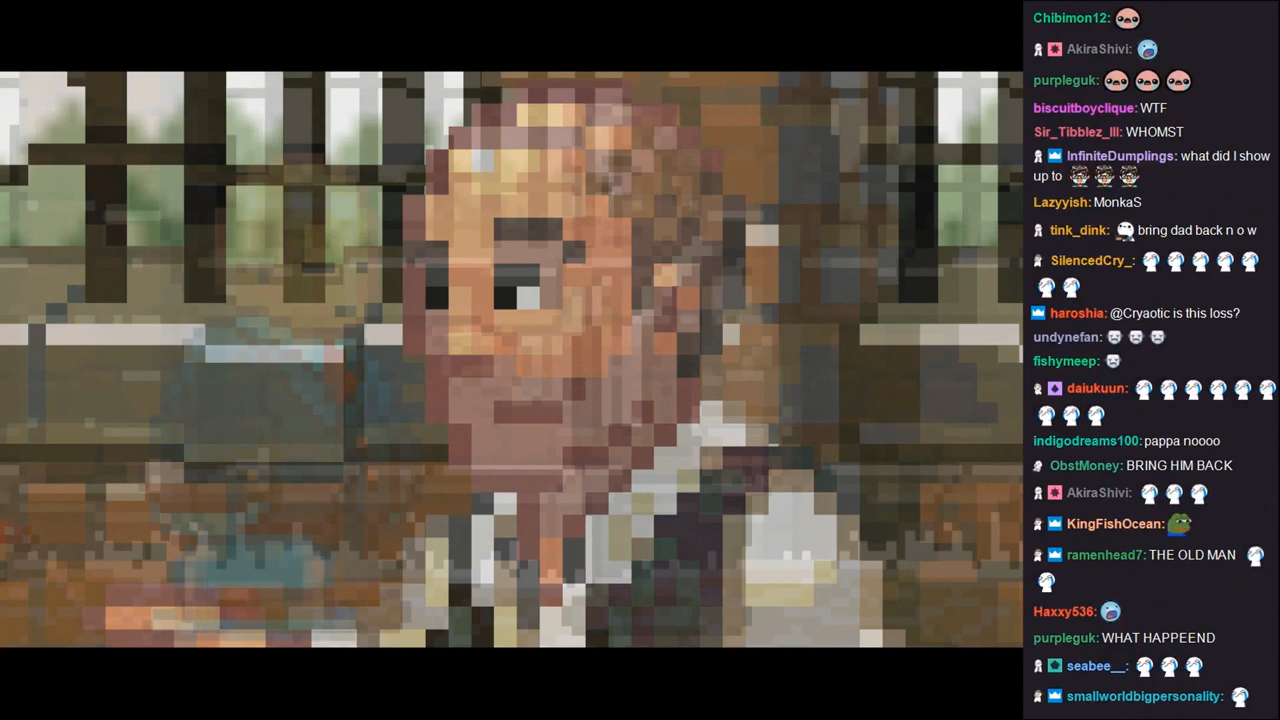 Chibimon12:
AkiraShivi:
purpleguk:
biscuitboyclique: WTF
Sir_Tibblez_III: WHOMST
InfiniteDumplings: what did I show
up to
Lazyyish: MonkaS
tink_dink: bring dad back n o w
SilencedCry_:
haroshia: @Cryaotic is this loss?
undynefan:
fishymeep:
daiukuun:
indigodreams100: pappa noooo
ObstMoney: BRING HIM BACK
AkiraShivi:
KingFishOcean:
ramenhead7: THE OLD MAN
Haxxy536:
purpleguk: WHAT HAPPEEND
seabee__:
smallworldbigpersonality: